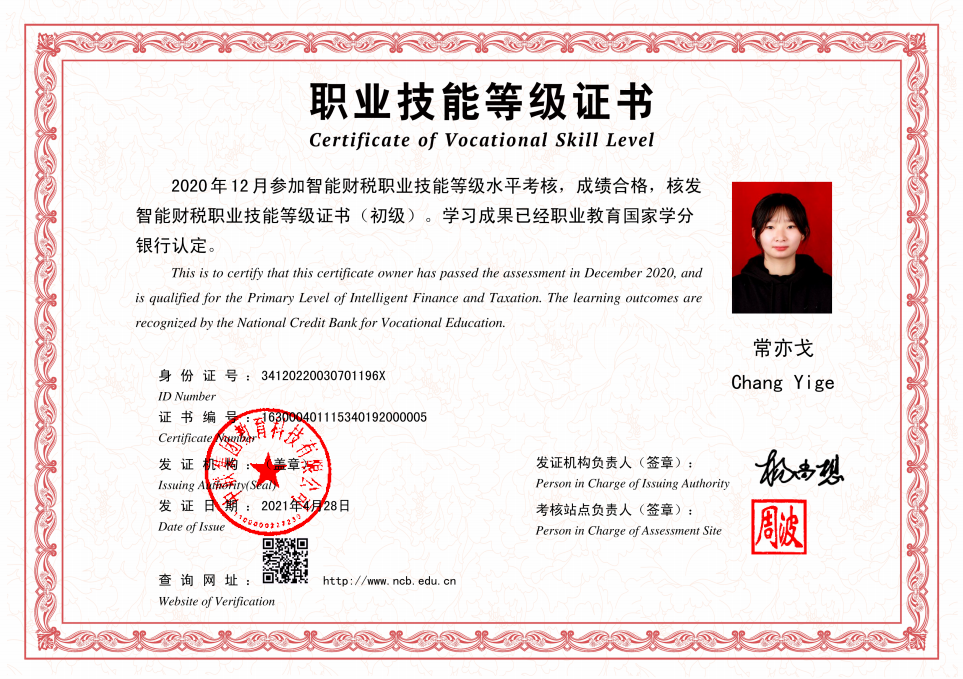 职业技能等级证书
Certificate of Vocational Skill Level
2020年12月参加智能财税职业技能等级水平考核，成绩合格，核发
智能财税职业技能等级证书（初级）。学习成果已经职业教育国家学分
银行认定。
This is to certify that this certificate owner has passed the assessment in December 2020, and
is qualified for the Primary Level of Intelligent Finance and Taxation. The learning outcomes are
recognized by the National Credit Bank for Vocational Education.
常亦戈
Chang Yige
身份证号：34120220030701196X
ID Number
证书编号：163000401115340192000005
Certificate Number
发证机构：（盖章）
Issuing Authority(Seal)
发证日期：2021年4月28日
Date of Issue
查询网址：http://www.ncb.edu.cn
Website of Verification
发证机构负责人（签章）：
Person in Charge of Issuing Authority
考核站点负责人（签章）：
Person in Charge of Assessment Site
周波